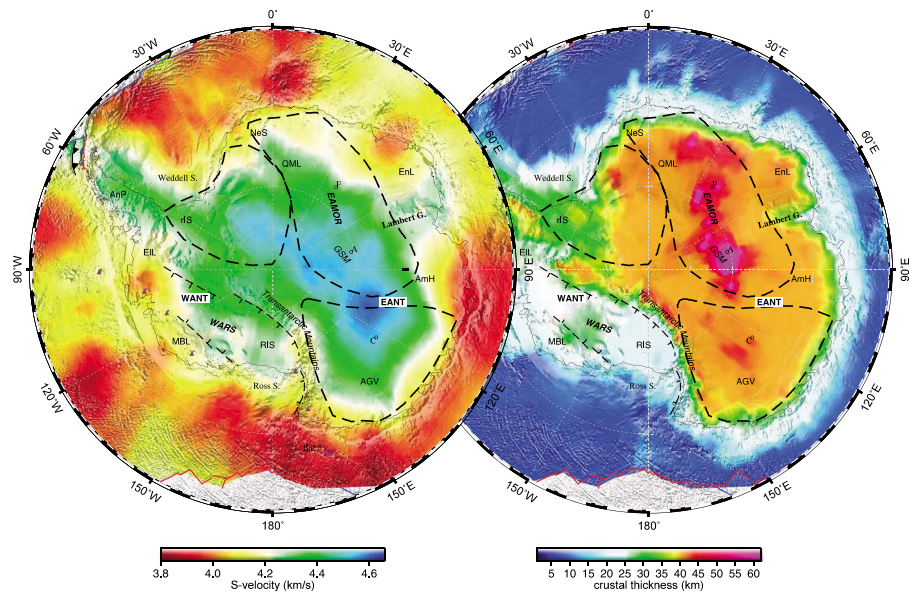 0°
30°E
60°E
90°E
120°E
150°E
180°
150°W
120°W
90°W
60°W
30°W
NeS
QML
EnL
Weddell S.
AnP
rIS
EAMOR
Lambert G.
GSM
EIL
AmH
WANT
EANT
Transantarctic Mountains
WARS
MBL
RIS
Ross S.
AGV
C
F
A
3.8 4.0 4.2 4.4 4.6
S-velocity (km/s)
0°
30°E
60°E
90°E
120°E
150°E
180°
150°W
NeS
QML
EnL
Weddell S.
rIS
EAMOR
Lambert G.
GSM
EIL
AmH
WANT
EANT
Transantarctic Mountains
WARS
MBL
RIS
Ross S.
AGV
C
F
5 10 15 20 25 30 35 40 45 50 55 60
crustal thickness (km)